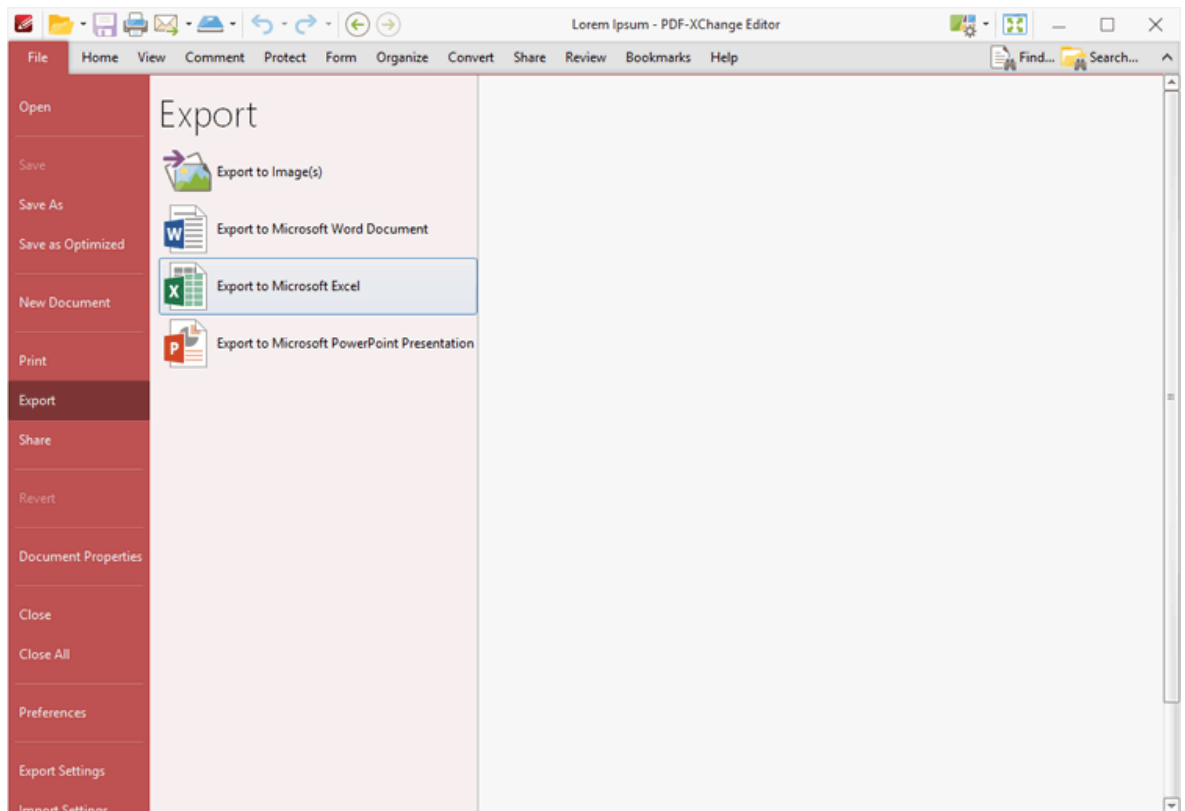 Lorem Ipsum - PDF-XChange Editor
File Home View Comment Protect Form Organize Convert Share Review Bookmarks Help Find... Search...
Open
Save
Save As
Save as Optimized
New Document
Print
Export
Share
Revert
Document Properties
Close
Close All
Preferences
Export Settings
Import Settings
Export
Export to Image(s)
Export to Microsoft Word Document
Export to Microsoft Excel
Export to Microsoft PowerPoint Presentation